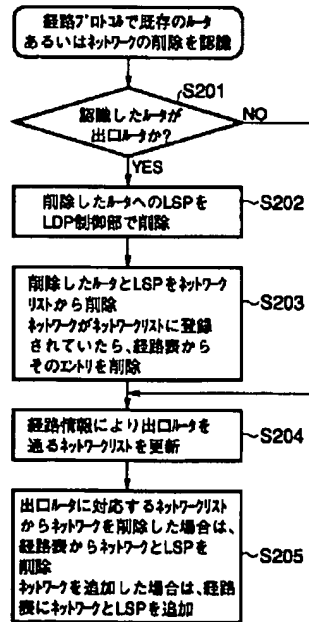 経路ﾌﾟﾛﾄｺﾙで既存のﾙｰﾀ
あるいはﾈｯﾄﾜｰｸの削除を認識
S201
認識したﾙｰﾀが
出口ﾙｰﾀか?
NO
YES
削除したﾙｰﾀへのLSPを
LDP制御部で削除
S202
削除したﾙｰﾀとLSPをﾈｯﾄﾜｰｸ
ﾘｽﾄから削除
ﾈｯﾄﾜｰｸがﾈｯﾄﾜｰｸﾘｽﾄに登録
されていたら、経路表から
そのｴﾝﾄﾘを削除
S203
経路情報により出口ﾙｰﾀを
通るﾈｯﾄﾜｰｸﾘｽﾄを更新
S204
出口ﾙｰﾀに対応するﾈｯﾄﾜｰｸﾘｽﾄ
からﾈｯﾄﾜｰｸを削除した場合は、
経路表からﾈｯﾄﾜｰｸとLSPを
削除
ﾈｯﾄﾜｰｸを追加した場合は、経路
表にﾈｯﾄﾜｰｸとLSPを追加
S205